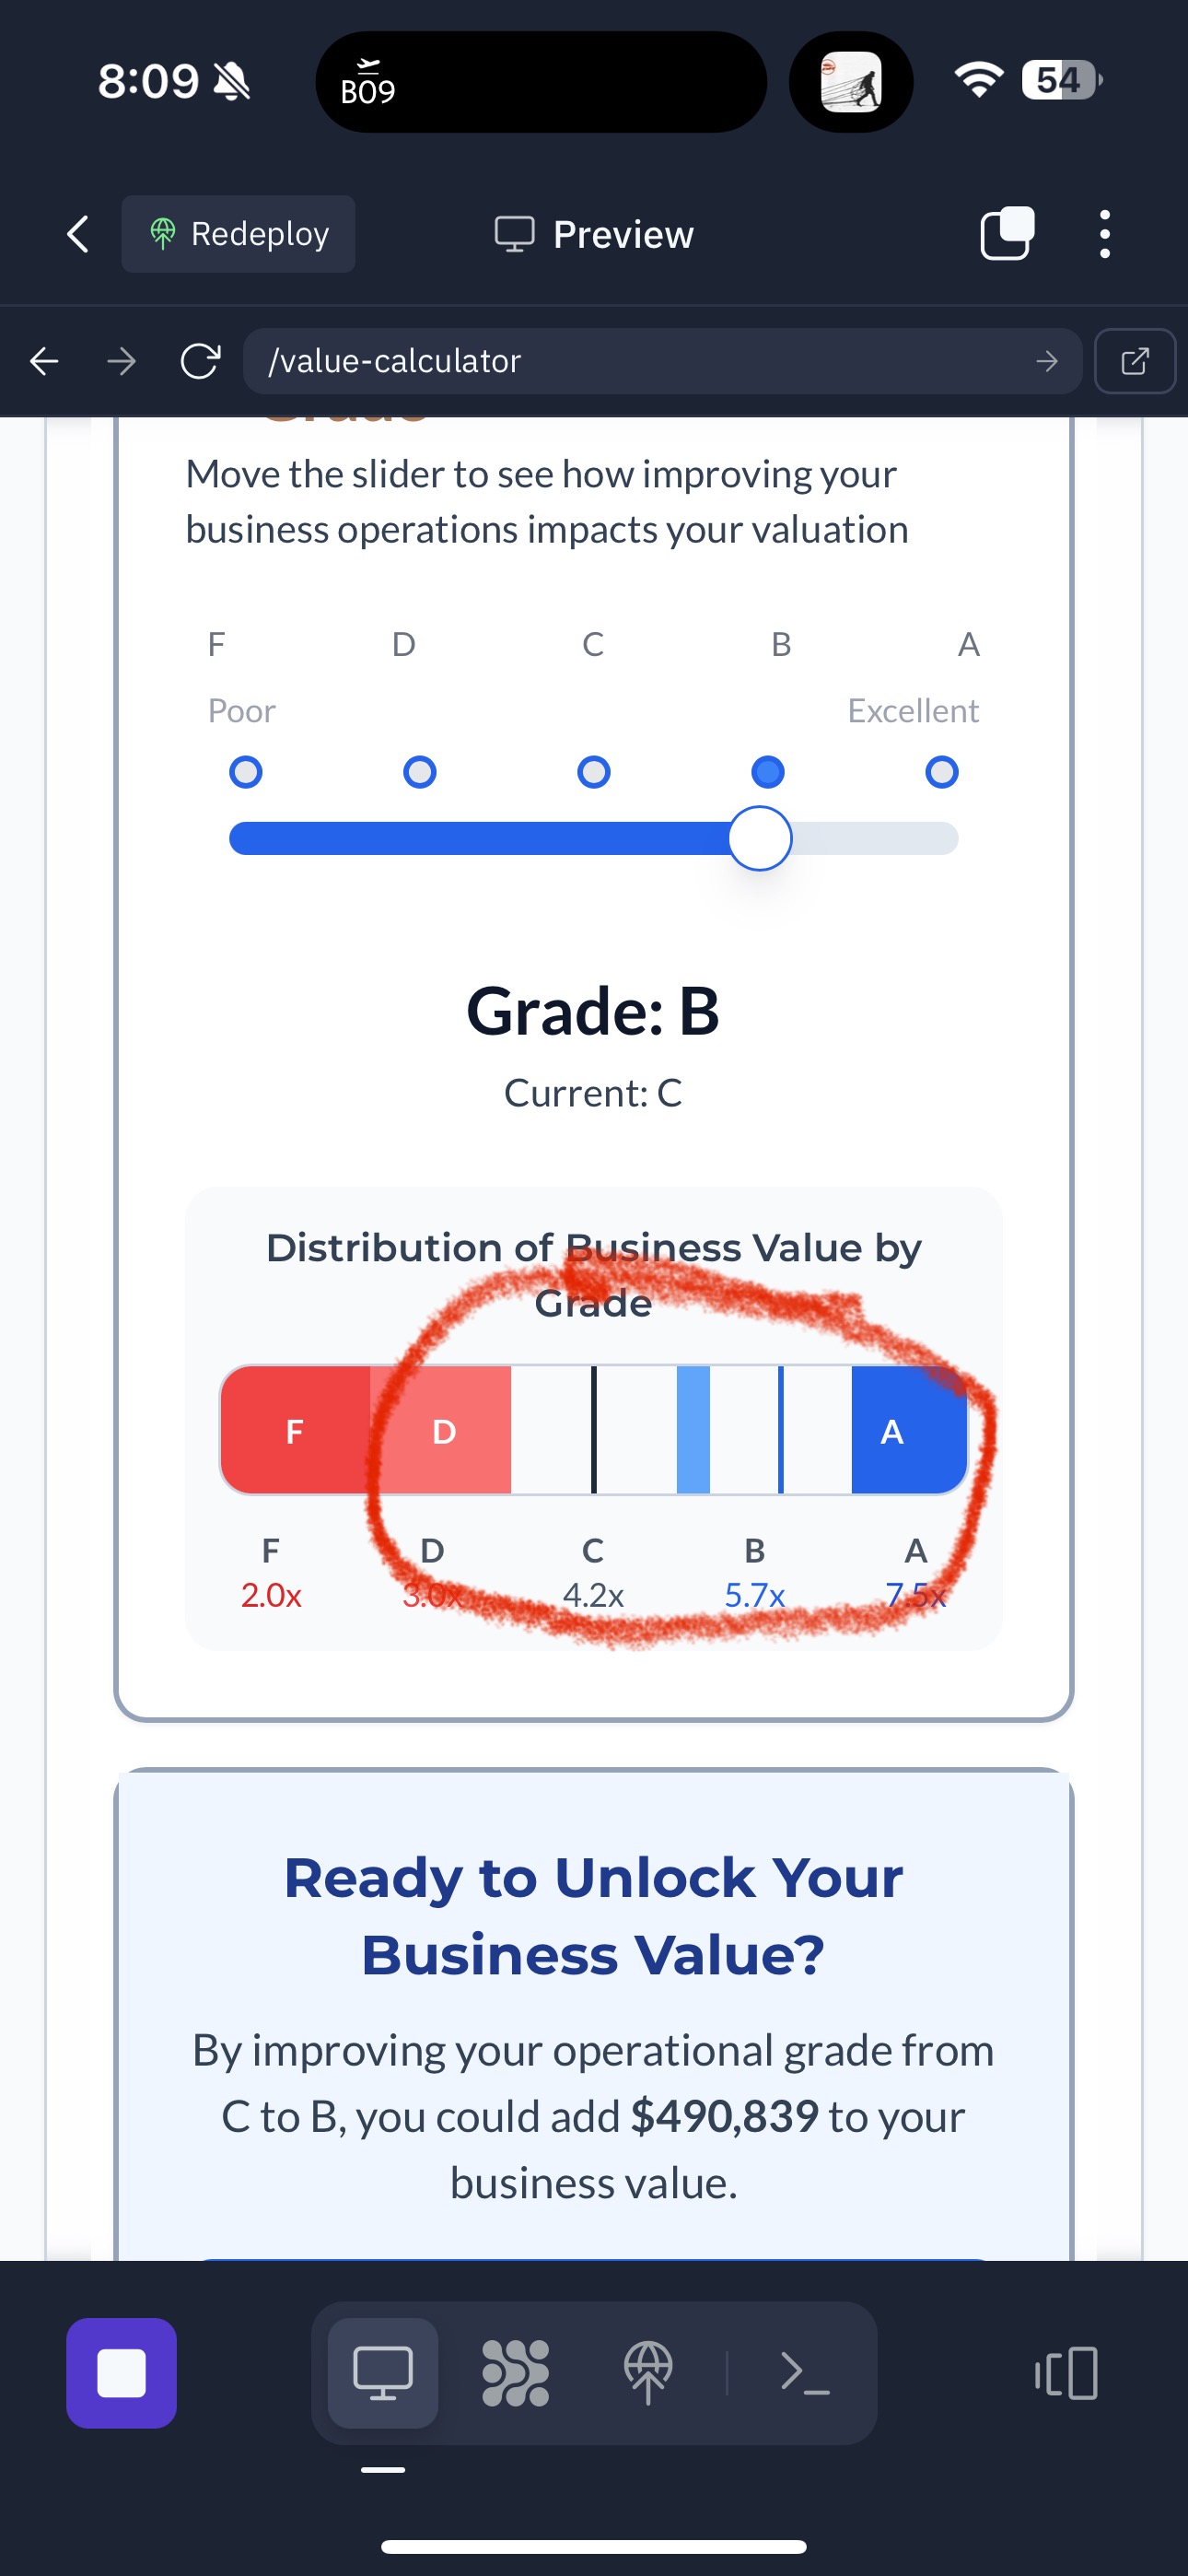 8:09
B09
54
Redeploy
Preview
/value-calculator
Move the slider to see how improving your
business operations impacts your valuation
F D C B A
Poor Excellent
Grade: B
Current: C
Distribution of Business Value by
Grade
F D A
F D C B A
2.0x 3.0x 4.2x 5.7x 7.5x
Ready to Unlock Your
Business Value?
By improving your operational grade from
C to B, you could add $490,839 to your
business value.